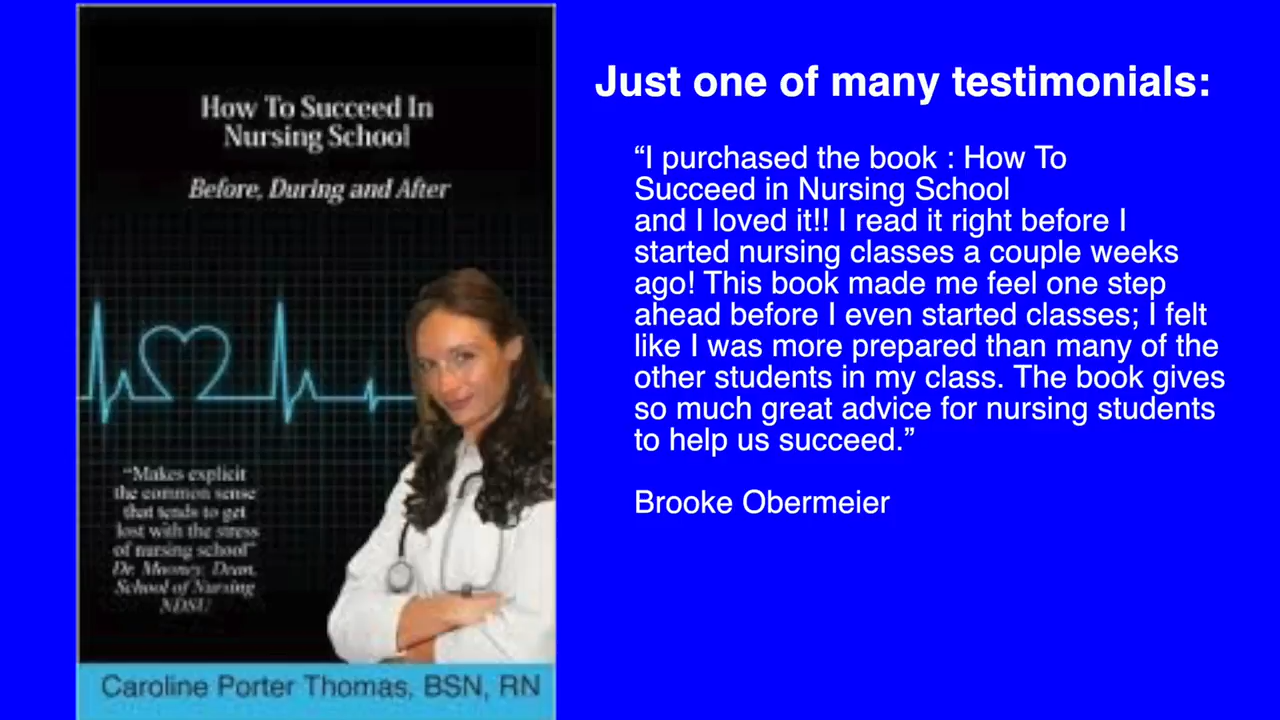 How To Succeed In
Nursing School
Before, During and After
“Makes explicit
the common sense
that tends to get
lost with the stress
of nursing school”
Dr. Mooney, Dean,
School of Nursing
NDSU
Caroline Porter Thomas, BSN, RN
Just one of many testimonials:
“I purchased the book : How To
Succeed in Nursing School
and I loved it!! I read it right before I
started nursing classes a couple weeks
ago! This book made me feel one step
ahead before I even started classes; I felt
like I was more prepared than many of the
other students in my class. The book gives
so much great advice for nursing students
to help us succeed.”
Brooke Obermeier